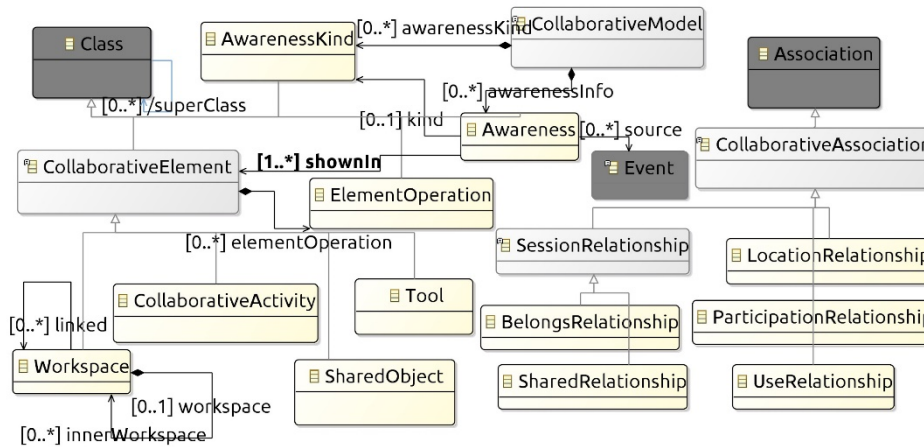 Class
AwarenessKind
[0..*] awarenessKind
CollaborativeModel
Association
[0..*] /superClass
[0..*] awarenessInfo
[0..1] kind
Awareness
[0..*] source
CollaborativeElement
[1..*] shownIn
Event
CollaborativeAssociation
ElementOperation
[0..*] elementOperation
SessionRelationship
LocationRelationship
CollaborativeActivity
Tool
[0..*] linked
BelongsRelationship
ParticipationRelationship
Workspace
SharedObject
SharedRelationship
UseRelationship
[0..1] workspace
[0..*] innerWorkspace